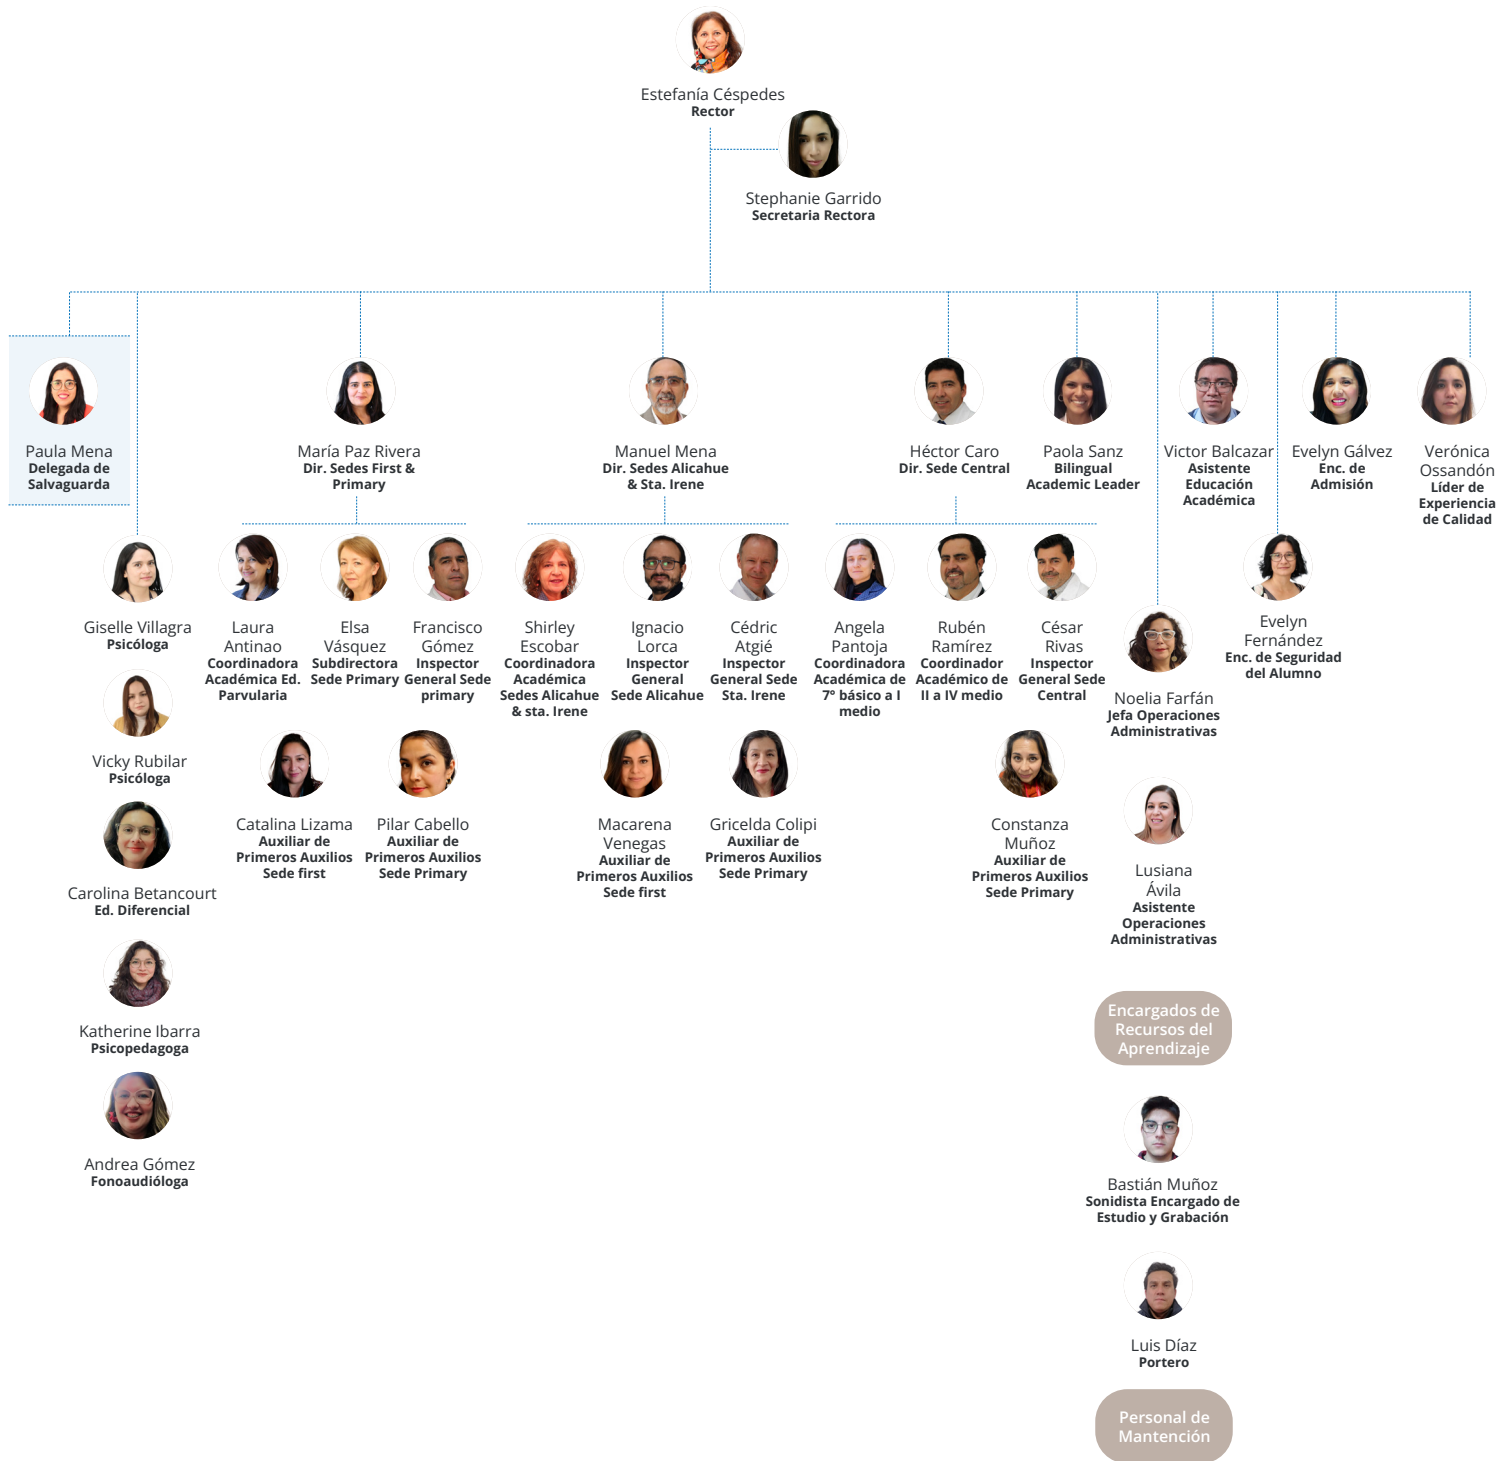 Estefanía Céspedes
Rector
Stephanie Garrido
Secretaria Rectora
Paula Mena
Delegada de
Salvaguarda
María Paz Rivera
Dir. Sedes First &
Primary
Manuel Mena
Dir. Sedes Alicahue
& Sta. Irene
Héctor Caro
Dir. Sede Central
Paola Sanz
Bilingual
Academic Leader
Victor Balcazar
Asistente
Educación
Académica
Evelyn Gálvez
Enc. de
Admisión
Verónica
Ossandón
Líder de
Experiencia
de Calidad
Giselle Villagra
Psicóloga
Laura
Antinao
Coordinadora
Académica Ed.
Parvularia
Elsa
Vásquez
Subdirectora
Sede Primary
Francisco
Gómez
Inspector
General Sede
primary
Shirley
Escobar
Coordinadora
Académica
Sedes Alicahue
& sta. Irene
Ignacio
Lorca
Inspector
General
Sede Alicahue
Cédric
Atgié
Inspector
General Sede
Sta. Irene
Angela
Pantoja
Coordinadora
Académica de
7° básico a I
medio
Rubén
Ramírez
Coordinador
Académico de
II a IV medio
César
Rivas
Inspector
General Sede
Central
Evelyn
Fernández
Enc. de Seguridad
del Alumno
Noelia Farfán
Jefa Operaciones
Administrativas
Vicky Rubilar
Psicóloga
Catalina Lizama
Auxiliar de
Primeros Auxilios
Sede first
Pilar Cabello
Auxiliar de
Primeros Auxilios
Sede Primary
Macarena
Venegas
Auxiliar de
Primeros Auxilios
Sede first
Gricelda Colipi
Auxiliar de
Primeros Auxilios
Sede Primary
Constanza
Muñoz
Auxiliar de
Primeros Auxilios
Sede Primary
Lusiana
Ávila
Asistente
Operaciones
Administrativas
Carolina Betancourt
Ed. Diferencial
Katherine Ibarra
Psicopedagoga
Encargados de
Recursos del
Aprendizaje
Andrea Gómez
Fonoaudióloga
Bastián Muñoz
Sonidista Encargado de
Estudio y Grabación
Luis Díaz
Portero
Personal de
Mantención